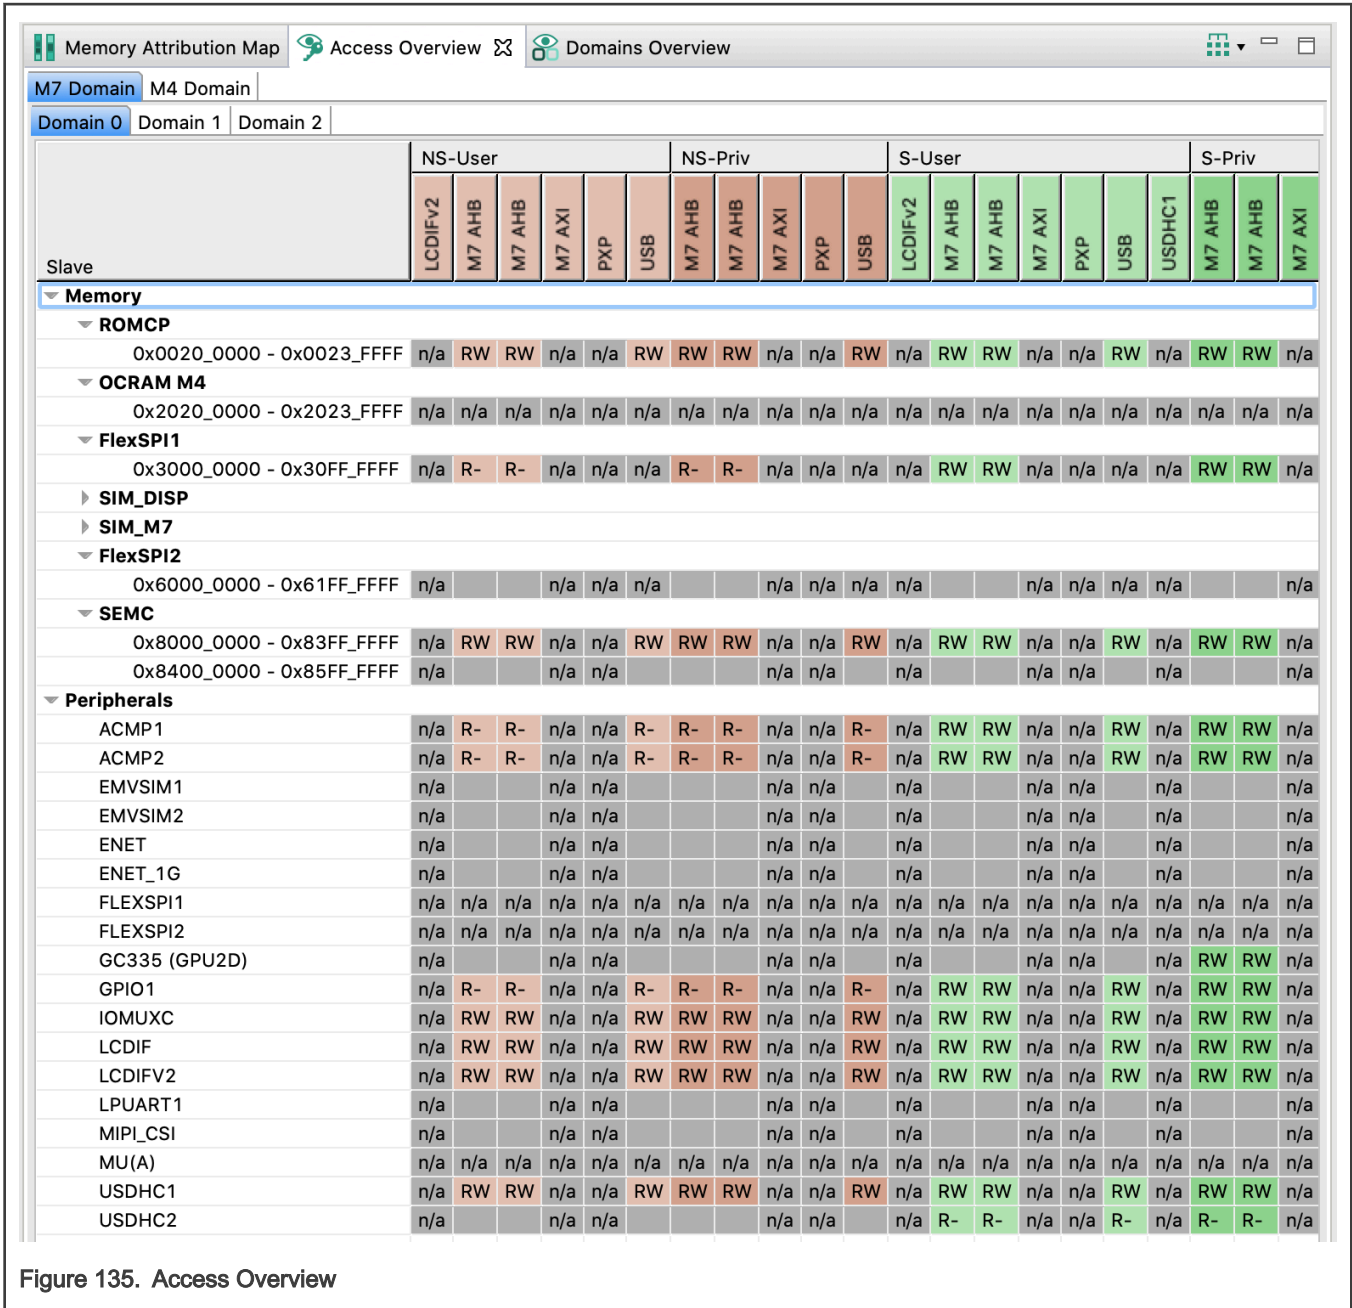 Memory Attribution Map Access Overview Domains Overview
M7 Domain M4 Domain
Domain 0 Domain 1 Domain 2
NS-User NS-Priv S-User S-Priv
Slave LCDIFv2 M7 AHB M7 AHB M7 AXI PXP USB M7 AHB M7 AHB M7 AXI PXP USB LCDIFv2 M7 AHB M7 AHB M7 AXI PXP USB USDHC1 M7 AHB M7 AHB M7 AXI
Memory
ROMCP
0x0020_0000 - 0x0023_FFFF n/a RW RW n/a n/a RW RW RW n/a n/a RW n/a RW RW n/a n/a RW n/a RW RW n/a
OCRAM M4
0x2020_0000 - 0x2023_FFFF n/a n/a n/a n/a n/a n/a n/a n/a n/a n/a n/a n/a n/a n/a n/a n/a n/a n/a n/a n/a n/a
FlexSPI1
0x3000_0000 - 0x30FF_FFFF n/a R- R- n/a n/a n/a R- R- n/a n/a n/a n/a RW RW n/a n/a n/a n/a RW RW n/a
SIM_DISP
SIM_M7
FlexSPI2
0x6000_0000 - 0x61FF_FFFF n/a n/a n/a n/a n/a n/a n/a n/a n/a n/a n/a n/a n/a
SEMC
0x8000_0000 - 0x83FF_FFFF n/a RW RW n/a n/a RW RW RW n/a n/a RW n/a RW RW n/a n/a RW n/a RW RW n/a
0x8400_0000 - 0x85FF_FFFF n/a n/a n/a n/a n/a n/a n/a n/a n/a n/a
Peripherals
ACMP1 n/a R- R- n/a n/a R- R- R- n/a n/a R- n/a RW RW n/a n/a RW n/a RW RW n/a
ACMP2 n/a R- R- n/a n/a R- R- R- n/a n/a R- n/a RW RW n/a n/a RW n/a RW RW n/a
EMVSIM1 n/a n/a n/a n/a n/a n/a n/a n/a n/a n/a
EMVSIM2 n/a n/a n/a n/a n/a n/a n/a n/a n/a n/a
ENET n/a n/a n/a n/a n/a n/a n/a n/a n/a n/a
ENET_1G n/a n/a n/a n/a n/a n/a n/a n/a n/a n/a
FLEXSPI1 n/a n/a n/a n/a n/a n/a n/a n/a n/a n/a n/a n/a n/a n/a n/a n/a n/a n/a n/a n/a n/a
FLEXSPI2 n/a n/a n/a n/a n/a n/a n/a n/a n/a n/a n/a n/a n/a n/a n/a n/a n/a n/a n/a n/a n/a
GC335 (GPU2D) n/a n/a n/a n/a n/a n/a n/a n/a n/a RW RW n/a
GPIO1 n/a R- R- n/a n/a R- R- R- n/a n/a R- n/a RW RW n/a n/a RW n/a RW RW n/a
IOMUXC n/a RW RW n/a n/a RW RW RW n/a n/a RW n/a RW RW n/a n/a RW n/a RW RW n/a
LCDIF n/a RW RW n/a n/a RW RW RW n/a n/a RW n/a RW RW n/a n/a RW n/a RW RW n/a
LCDIFV2 n/a RW RW n/a n/a RW RW RW n/a n/a RW n/a RW RW n/a n/a RW n/a RW RW n/a
LPUART1 n/a n/a n/a n/a n/a n/a n/a n/a n/a n/a
MIPI_CSI n/a n/a n/a n/a n/a n/a n/a n/a n/a n/a
MU(A) n/a n/a n/a n/a n/a n/a n/a n/a n/a n/a n/a n/a n/a n/a n/a n/a n/a n/a n/a n/a n/a
USDHC1 n/a RW RW n/a n/a RW RW RW n/a n/a RW n/a RW RW n/a n/a RW n/a RW RW n/a
USDHC2 n/a n/a n/a n/a n/a n/a R- R- n/a n/a R- n/a R- R- n/a
Figure 135. Access Overview